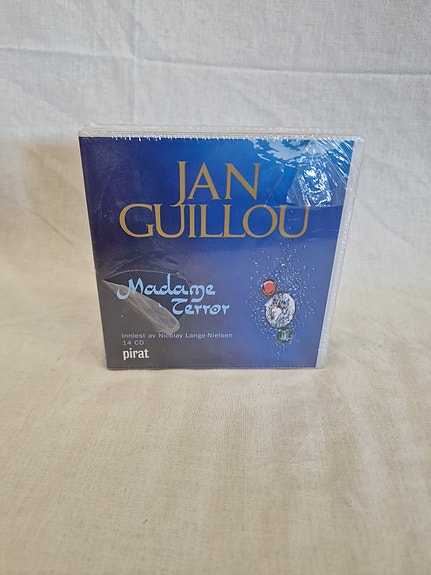 JAN
GUILLOU
Madame
Terror
Innlest av Nicolay Lange-Nielsen
14 CD
pirat